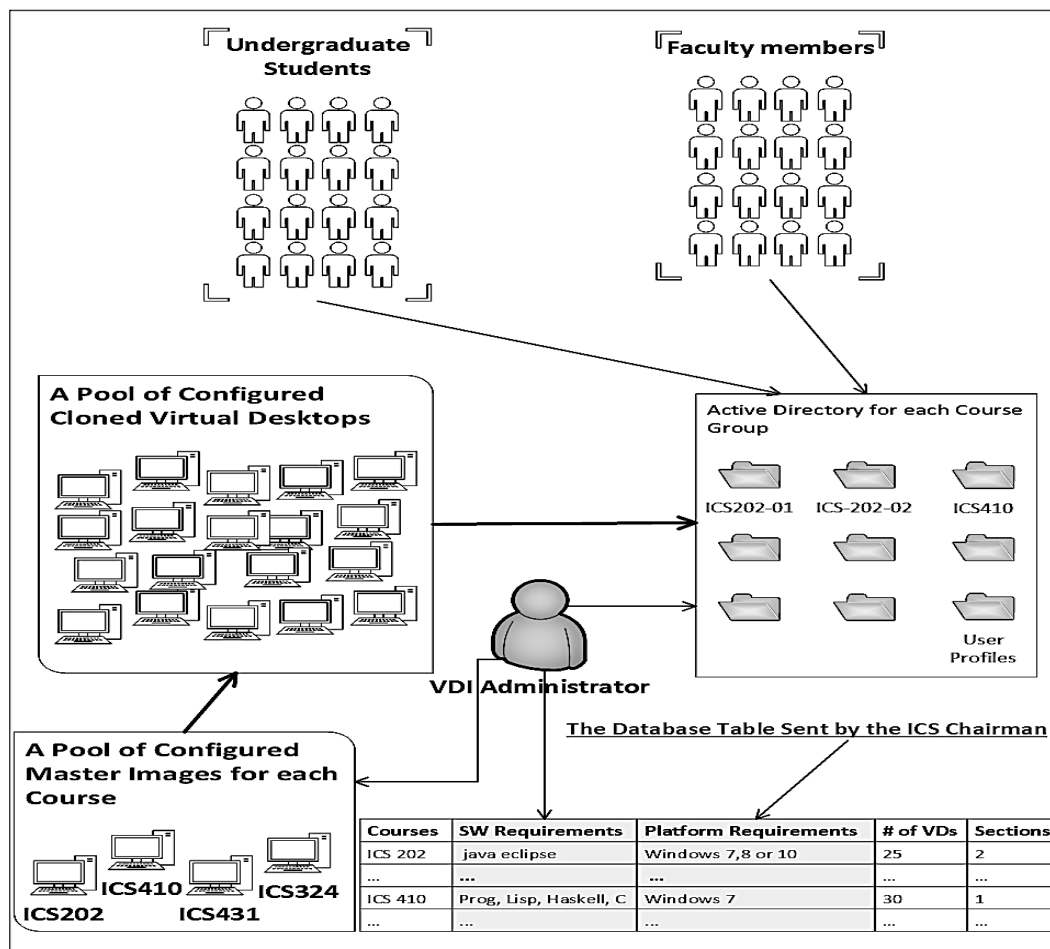 Undergraduate
Students
Faculty members
A Pool of Configured
Cloned Virtual Desktops
Active Directory for each Course
Group
ICS202-01 ICS-202-02 ICS410
User
Profiles
VDI Administrator
The Database Table Sent by the ICS Chairman
A Pool of Configured
Master Images for each
Course
ICS202
ICS410
ICS431
ICS324
Courses SW Requirements Platform Requirements # of VDs Sections
ICS 202 java eclipse Windows 7,8 or 10 25 2
... ... ... ... ...
ICS 410 Prog, Lisp, Haskell, C Windows 7 30 1
... ... ... ... ...